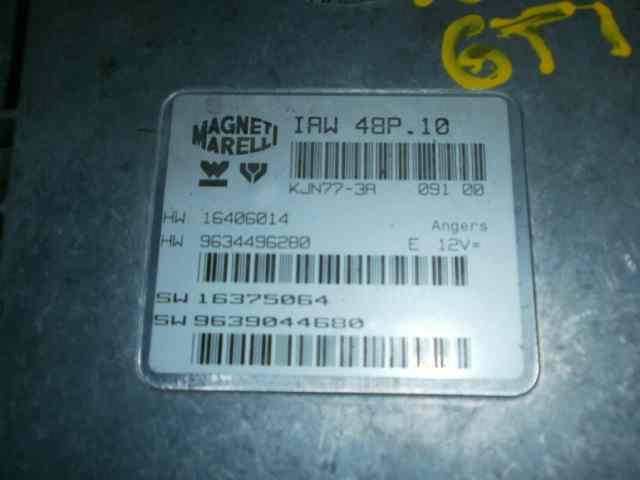 GTI
MAGNETI
MARELLI
IAW 48P.10
KJN77-3A 091 00
HW 16406014
Angers
HW 9634496280 E 12V=
SW 16375064
SW 9639044680